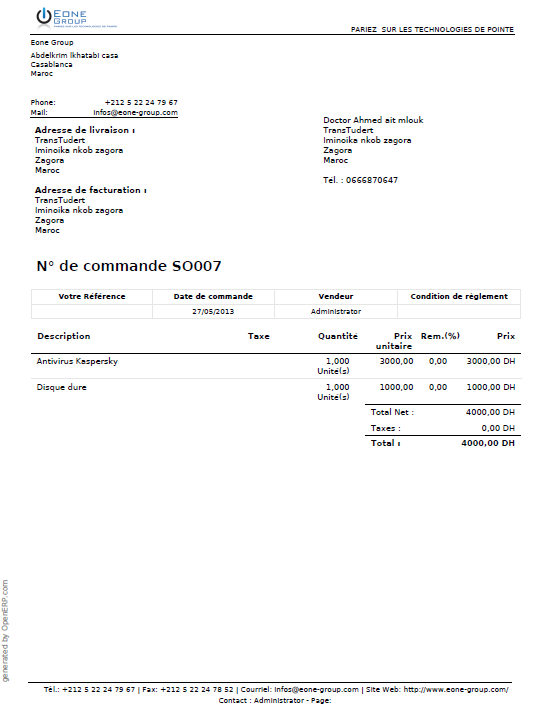 EONE
GROUP
PARIEZ SUR LES TECHNOLOGIES DE POINTE
Eone Group
Abdelkrim lkhatabi casa
Casablanca
Maroc
Phone: +212 5 22 24 79 67
Mail: infos@eone-group.com
Adresse de livraison :
TransTudert
Iminoika nkob zagora
Zagora
Maroc
Adresse de facturation :
TransTudert
Iminoika nkob zagora
Zagora
Maroc
Doctor Ahmed ait mlouk
TransTudert
Iminoika nkob zagora
Zagora
Maroc
Tél. : 0666870647
N° de commande SO007
Votre Référence Date de commande Vendeur Condition de règlement
27/05/2013 Administrator
Description Taxe Quantité Prix unitaire Rem.(%) Prix
Antivirus Kaspersky 1,000 Unité(s) 3000,00 0,00 3000,00 DH
Disque dure 1,000 Unité(s) 1000,00 0,00 1000,00 DH
Total Net : 4000,00 DH
Taxes : 0,00 DH
Total : 4000,00 DH
generated by OpenERP.com
Tél.: +212 5 22 24 79 67 | Fax: +212 5 22 24 78 52 | Courriel: infos@eone-group.com | Site Web: http://www.eone-group.com/
Contact : Administrator - Page: